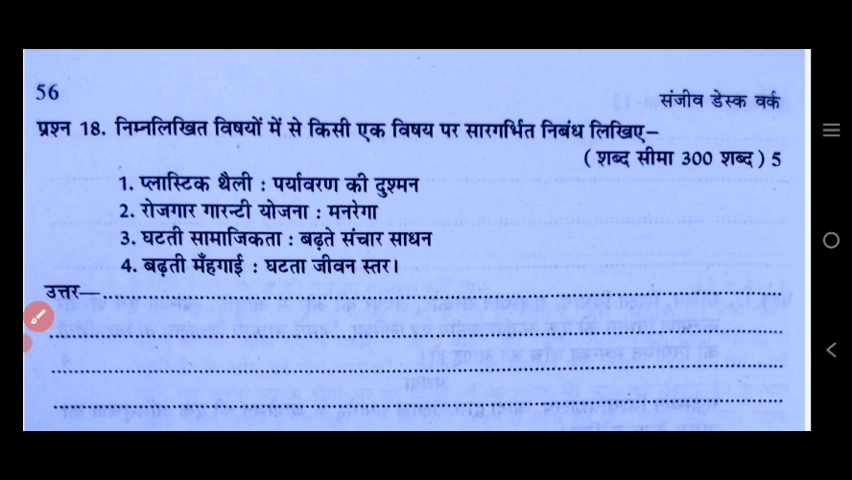 56
संजीव डेस्क वर्क
प्रश्न 18. निम्नलिखित विषयों में से किसी एक विषय पर सारगर्भित निबंध लिखिए–
( शब्द सीमा 300 शब्द ) 5
1. प्लास्टिक थैली : पर्यावरण की दुश्मन
2. रोजगार गारन्टी योजना : मनरेगा
3. घटती सामाजिकता : बढ़ते संचार साधन
4. बढ़ती मँहगाई : घटता जीवन स्तर।
उत्तर–